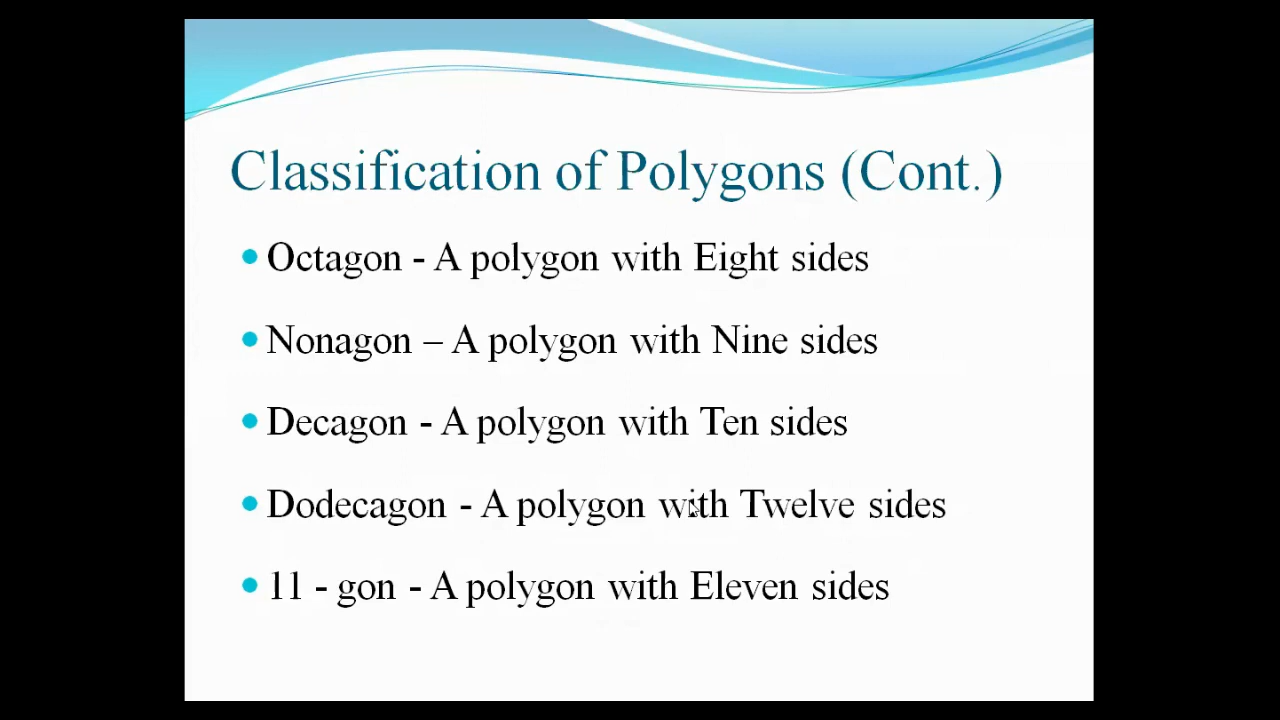 Classification of Polygons (Cont.)
Octagon - A polygon with Eight sides
Nonagon – A polygon with Nine sides
Decagon - A polygon with Ten sides
Dodecagon - A polygon with Twelve sides
11 - gon - A polygon with Eleven sides